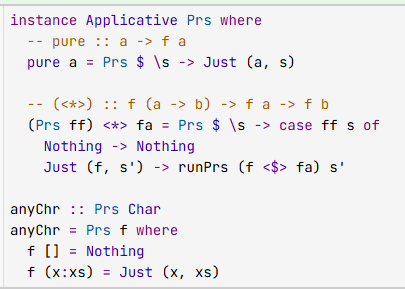 instance Applicative Prs where
  -- pure :: a -> f a
  pure a = Prs $ \s -> Just (a, s)

  -- (<*>) :: f (a -> b) -> f a -> f b
  (Prs ff) <*> fa = Prs $ \s -> case ff s of
    Nothing -> Nothing
    Just (f, s') -> runPrs (f <$> fa) s'

anyChr :: Prs Char
anyChr = Prs f where
  f [] = Nothing
  f (x:xs) = Just (x, xs)